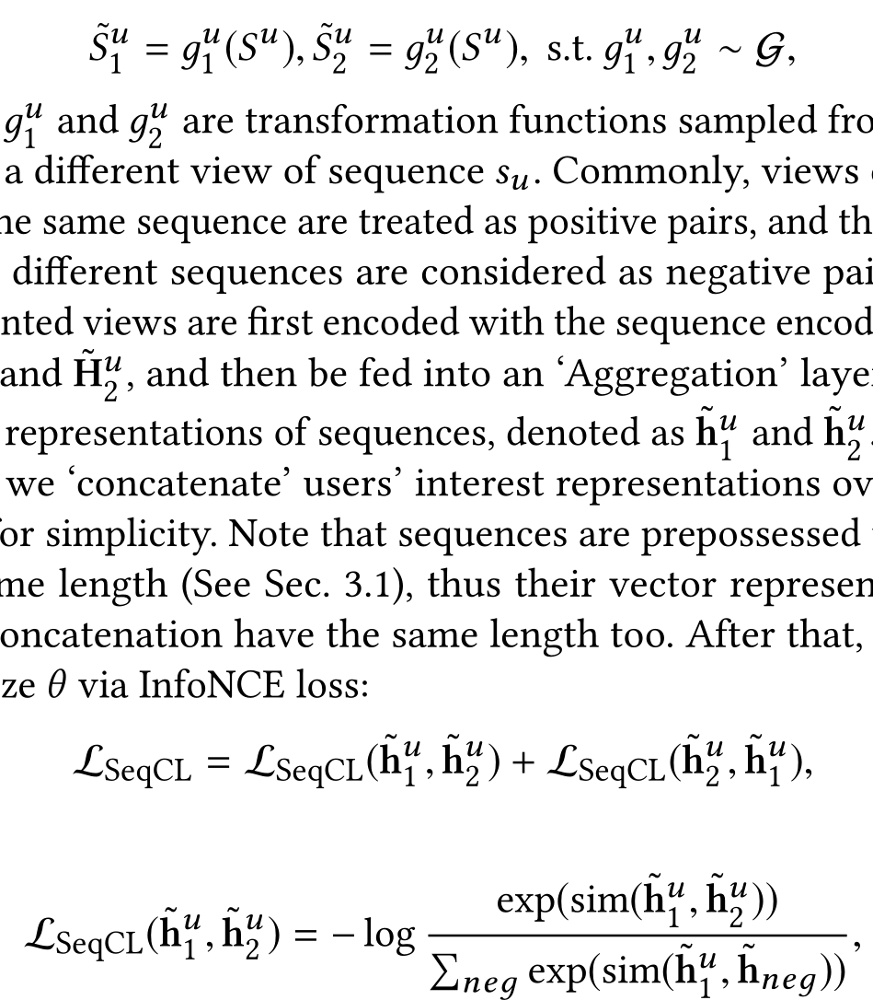 $\tilde{S}_1^u = g_1^u(S^u), \tilde{S}_2^u = g_2^u(S^u), \text{ s.t. } g_1^u, g_2^u \sim \mathcal{G},$
$g_1^u$ and $g_2^u$ are transformation functions sampled fro
a different view of sequence $s_u$. Commonly, views
he same sequence are treated as positive pairs, and th
different sequences are considered as negative pai
nted views are first encoded with the sequence encod
and $\tilde{\mathbf{H}}_2^u$, and then be fed into an ‘Aggregation’ laye
representations of sequences, denoted as $\tilde{\mathbf{h}}_1^u$ and $\tilde{\mathbf{h}}_2^u$.
we ‘concatenate’ users’ interest representations ov
for simplicity. Note that sequences are prepossessed
me length (See Sec. 3.1), thus their vector represen
oncatenation have the same length too. After that,
ze $\theta$ via InfoNCE loss:
$\mathcal{L}_{\text{SeqCL}} = \mathcal{L}_{\text{SeqCL}}(\tilde{\mathbf{h}}_1^u, \tilde{\mathbf{h}}_2^u) + \mathcal{L}_{\text{SeqCL}}(\tilde{\mathbf{h}}_2^u, \tilde{\mathbf{h}}_1^u),$
$\mathcal{L}_{\text{SeqCL}}(\tilde{\mathbf{h}}_1^u, \tilde{\mathbf{h}}_2^u) = -\log \frac{\exp(\text{sim}(\tilde{\mathbf{h}}_1^u, \tilde{\mathbf{h}}_2^u))}{\sum_{neg} \exp(\text{sim}(\tilde{\mathbf{h}}_1^u, \tilde{\mathbf{h}}_{neg}))},$